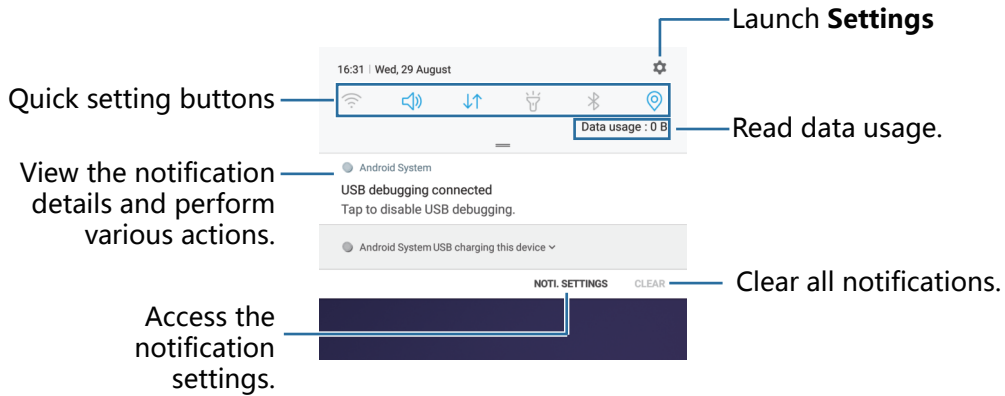 Launch Settings
16:31 | Wed, 29 August
Quick setting buttons
Data usage : 0 B
Read data usage.
Android System
USB debugging connected
Tap to disable USB debugging.
View the notification
details and perform
various actions.
Android System USB charging this device
NOTI. SETTINGS
CLEAR
Clear all notifications.
Access the
notification
settings.